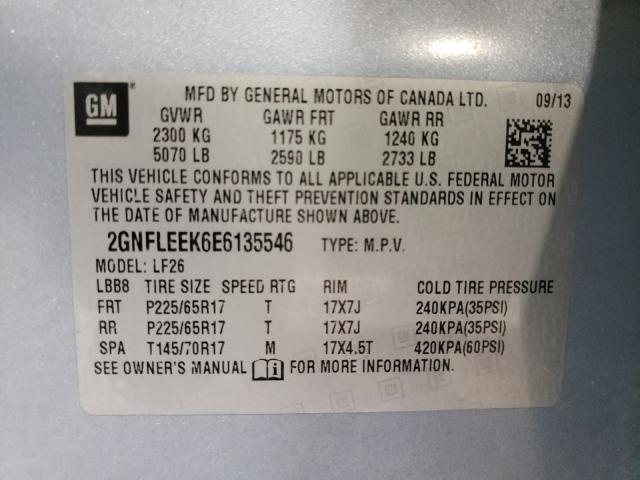 GM
MFD BY GENERAL MOTORS OF CANADA LTD. 09/13
GVWR GAWR FRT GAWR RR
2300 KG 1175 KG 1240 KG
5070 LB 2590 LB 2733 LB
THIS VEHICLE CONFORMS TO ALL APPLICABLE U.S. FEDERAL MOTOR
VEHICLE SAFETY AND THEFT PREVENTION STANDARDS IN EFFECT ON
THE DATE OF MANUFACTURE SHOWN ABOVE.
2GNFLEEK6E6135546 TYPE: M.P.V.
MODEL: LF26
LBB8 TIRE SIZE SPEED RTG RIM COLD TIRE PRESSURE
FRT P225/65R17 T 17X7J 240KPA(35PSI)
RR P225/65R17 T 17X7J 240KPA(35PSI)
SPA T145/70R17 M 17X4.5T 420KPA(60PSI)
SEE OWNER'S MANUAL FOR MORE INFORMATION.